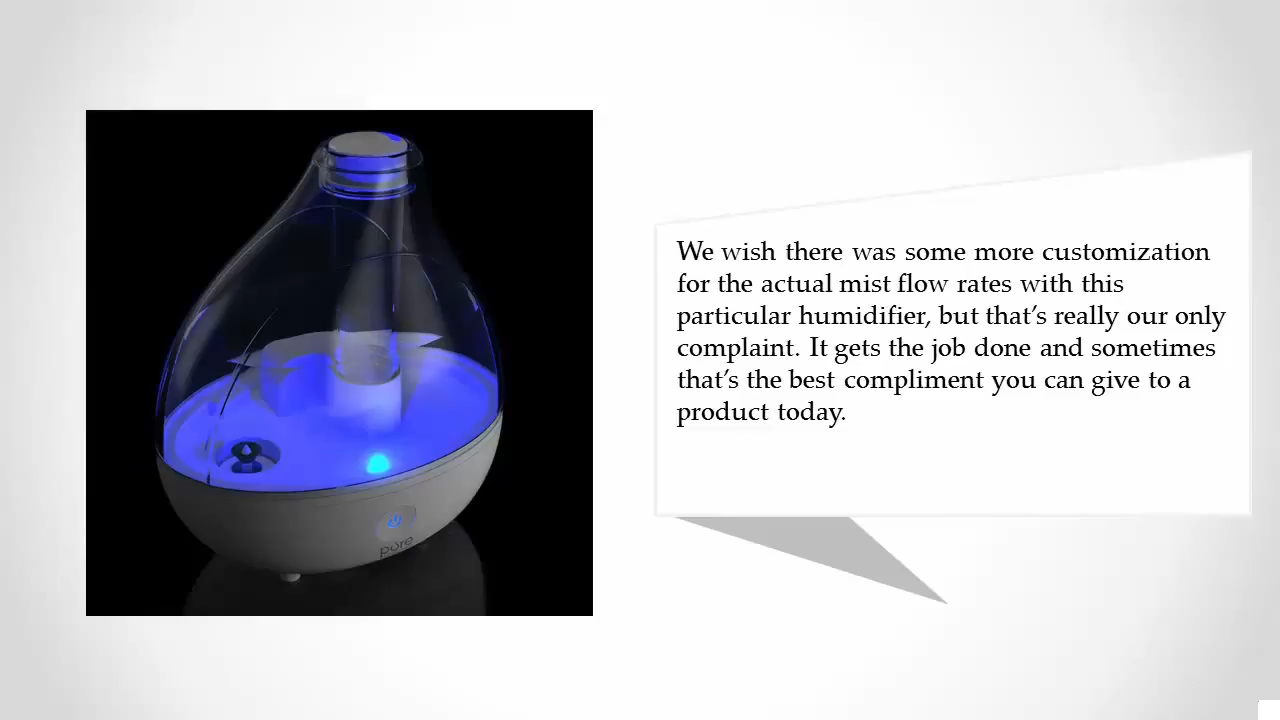 We wish there was some more customization
for the actual mist flow rates with this
particular humidifier, but that’s really our only
complaint. It gets the job done and sometimes
that’s the best compliment you can give to a
product today.
pure